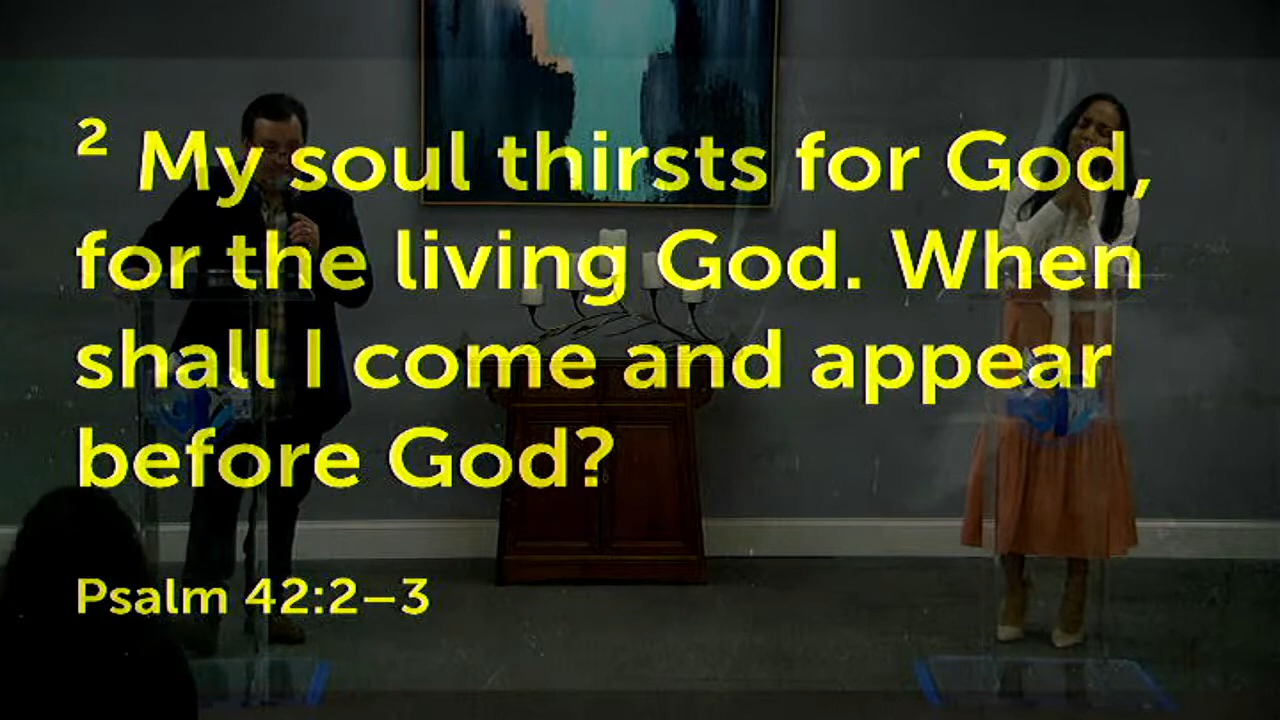 ² My soul thirsts for God,
for the living God. When
shall I come and appear
before God?
Psalm 42:2–3